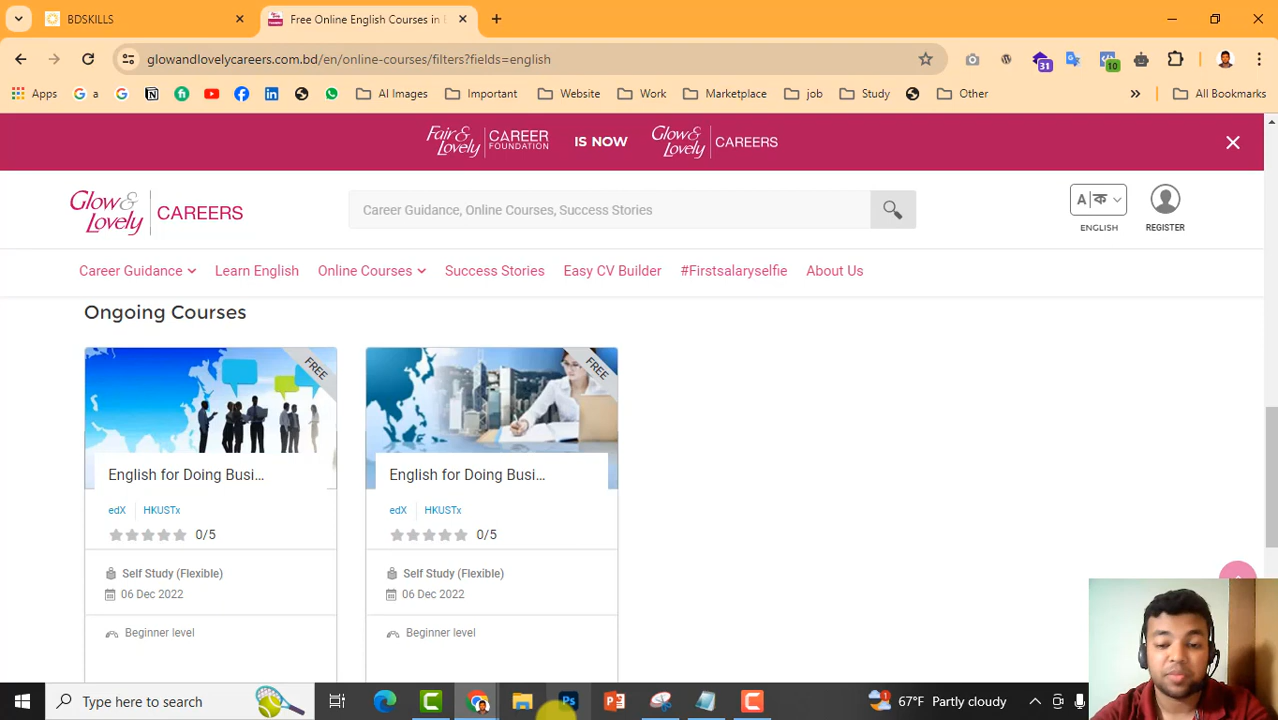 BDSKILLS
Free Online English Courses in
glowandlovelycareers.com.bd/en/online-courses/filters?fields=english
31
10
Apps
a
AI Images
Important
Website
Work
Marketplace
job
Study
Other
All Bookmarks
Fair & Lovely CAREER FOUNDATION IS NOW Glow & Lovely CAREERS
Glow & Lovely CAREERS
Career Guidance, Online Courses, Success Stories
A|ক
ENGLISH
REGISTER
Career Guidance
Learn English
Online Courses
Success Stories
Easy CV Builder
#Firstsalaryselfie
About Us
Ongoing Courses
FREE
English for Doing Busi...
edX HKUSTx
0/5
Self Study (Flexible)
06 Dec 2022
Beginner level
FREE
English for Doing Busi...
edX HKUSTx
0/5
Self Study (Flexible)
06 Dec 2022
Beginner level
Type here to search
Ps
P
C
1
67°F Partly cloudy